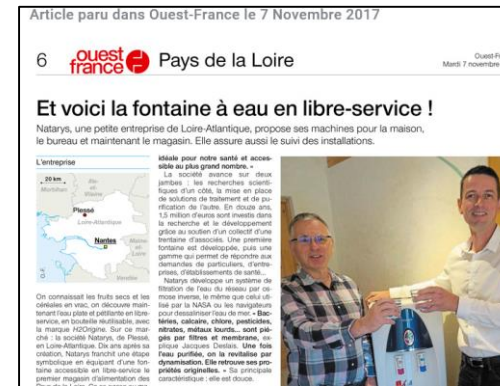 Article paru dans Ouest-France le 7 Novembre 2017
6
ouest
france
Pays de la Loire
Ouest-Fr
Mardi 7 novembre
Et voici la fontaine à eau en libre-service !
Natarys, une petite entreprise de Loire-Atlantique, propose ses machines pour la maison,
le bureau et maintenant le magasin. Elle assure aussi le suivi des installations.
L'entreprise
20 km
Morbihan
Ille-
et-
Vilaine
Plessé
Loire-Atlantique
Nantes
Maine-
et-
Loire
Vendée
O.-F.
On connaissait les fruits secs et les
céréales en vrac, on découvre main-
tenant l'eau plate et pétillante en libre-
service, en bouteille réutilisable, avec
la marque H2Origine. Sur ce mar-
ché : la société Natarys, de Plessé,
en Loire-Atlantique. Dix ans après sa
création, Natarys franchit une étape
symbolique en équipant d'une fon-
taine accessible en libre-service le
premier magasin d'alimentation des
idéale pour notre santé et acces-
sible au plus grand nombre. »
La société avance sur deux
jambes : les recherches scienti-
fiques d'un côté, la mise en place
de solutions de traitement et de pu-
rification de l'autre. En douze ans,
1,5 million d'euros sont investis dans
la recherche et le développement
grâce au soutien d'un collectif d'une
trentaine d'associés. Une première
fontaine est développée, puis une
gamme qui permet de répondre aux
demandes de particuliers, d'entre-
prises, d'établissements de santé...
Natarys développe un système de
filtration de l'eau du réseau par os-
mose inverse, le même que celui uti-
lisé par la NASA ou les navigateurs
pour dessaliniser l'eau de mer. « Bac-
téries, calcaire, chlore, pesticides,
nitrates, métaux lourds... sont pié-
gés par filtres et membrane, ex-
plique Jacques Destais. Une fois
l'eau purifiée, on la revitalise par
dynamisation. Elle retrouve ses pro-
priétés originelles. » Sa principale
caractéristique : elle est douce.